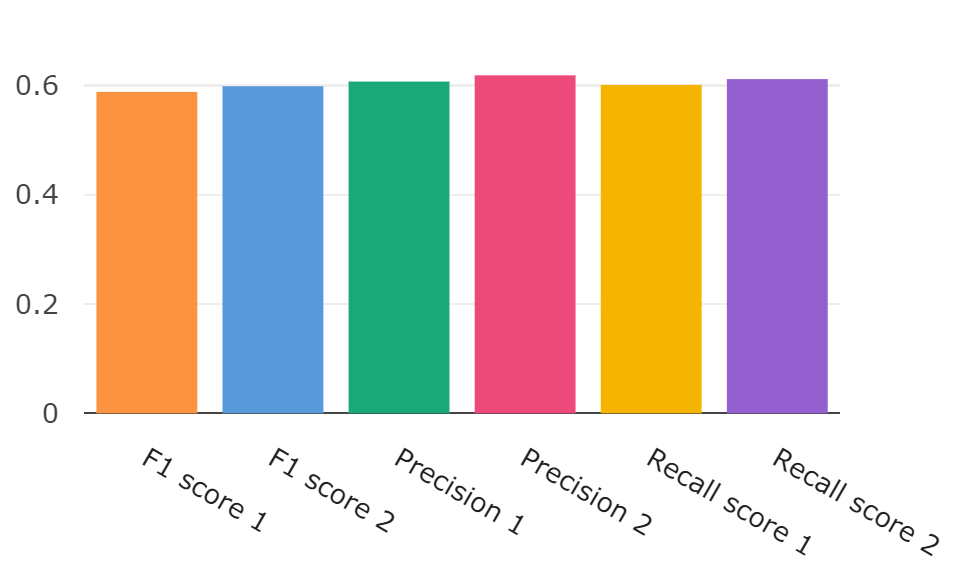 0.6
0.4
0.2
0
F1 score 1
F1 score 2
Precision 1
Precision 2
Recall score 1
Recall score 2